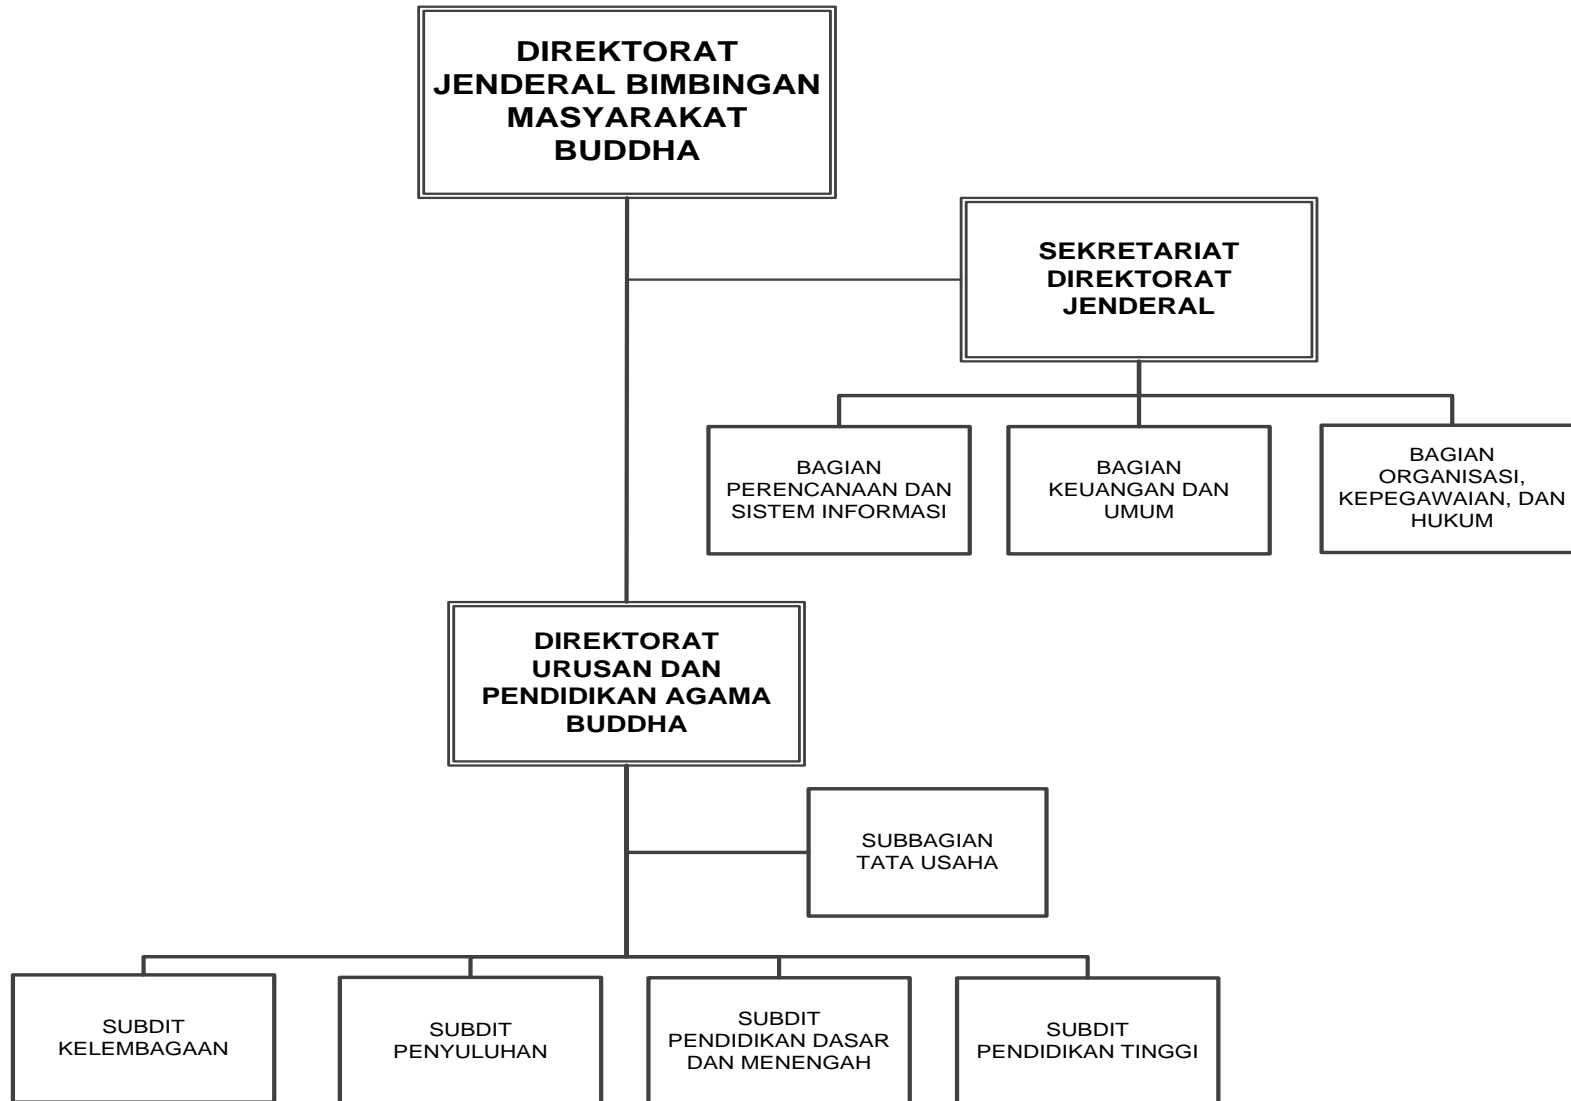 DIREKTORAT
JENDERAL BIMBINGAN
MASYARAKAT
BUDDHA
SEKRETARIAT
DIREKTORAT
JENDERAL
BAGIAN
PERENCANAAN DAN
SISTEM INFORMASI
BAGIAN
KEUANGAN DAN
UMUM
BAGIAN
ORGANISASI,
KEPEGAWAIAN, DAN
HUKUM
DIREKTORAT
URUSAN DAN
PENDIDIKAN AGAMA
BUDDHA
SUBBAGIAN
TATA USAHA
SUBDIT
KELEMBAGAAN
SUBDIT
PENYULUHAN
SUBDIT
PENDIDIKAN DASAR
DAN MENENGAH
SUBDIT
PENDIDIKAN TINGGI